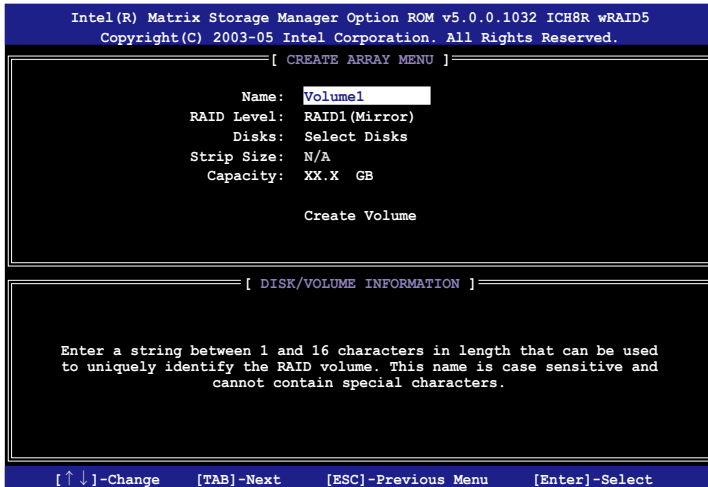 Intel(R) Matrix Storage Manager Option ROM v5.0.0.1032 ICH8R wRAID5
Copyright(C) 2003-05 Intel Corporation. All Rights Reserved.
[ CREATE ARRAY MENU ]
Name: Volume1
RAID Level: RAID1(Mirror)
Disks: Select Disks
Strip Size: N/A
Capacity: XX.X GB
Create Volume
[ DISK/VOLUME INFORMATION ]
Enter a string between 1 and 16 characters in length that can be used
to uniquely identify the RAID volume. This name is case sensitive and
cannot contain special characters.
[↑↓]-Change [TAB]-Next [ESC]-Previous Menu [Enter]-Select